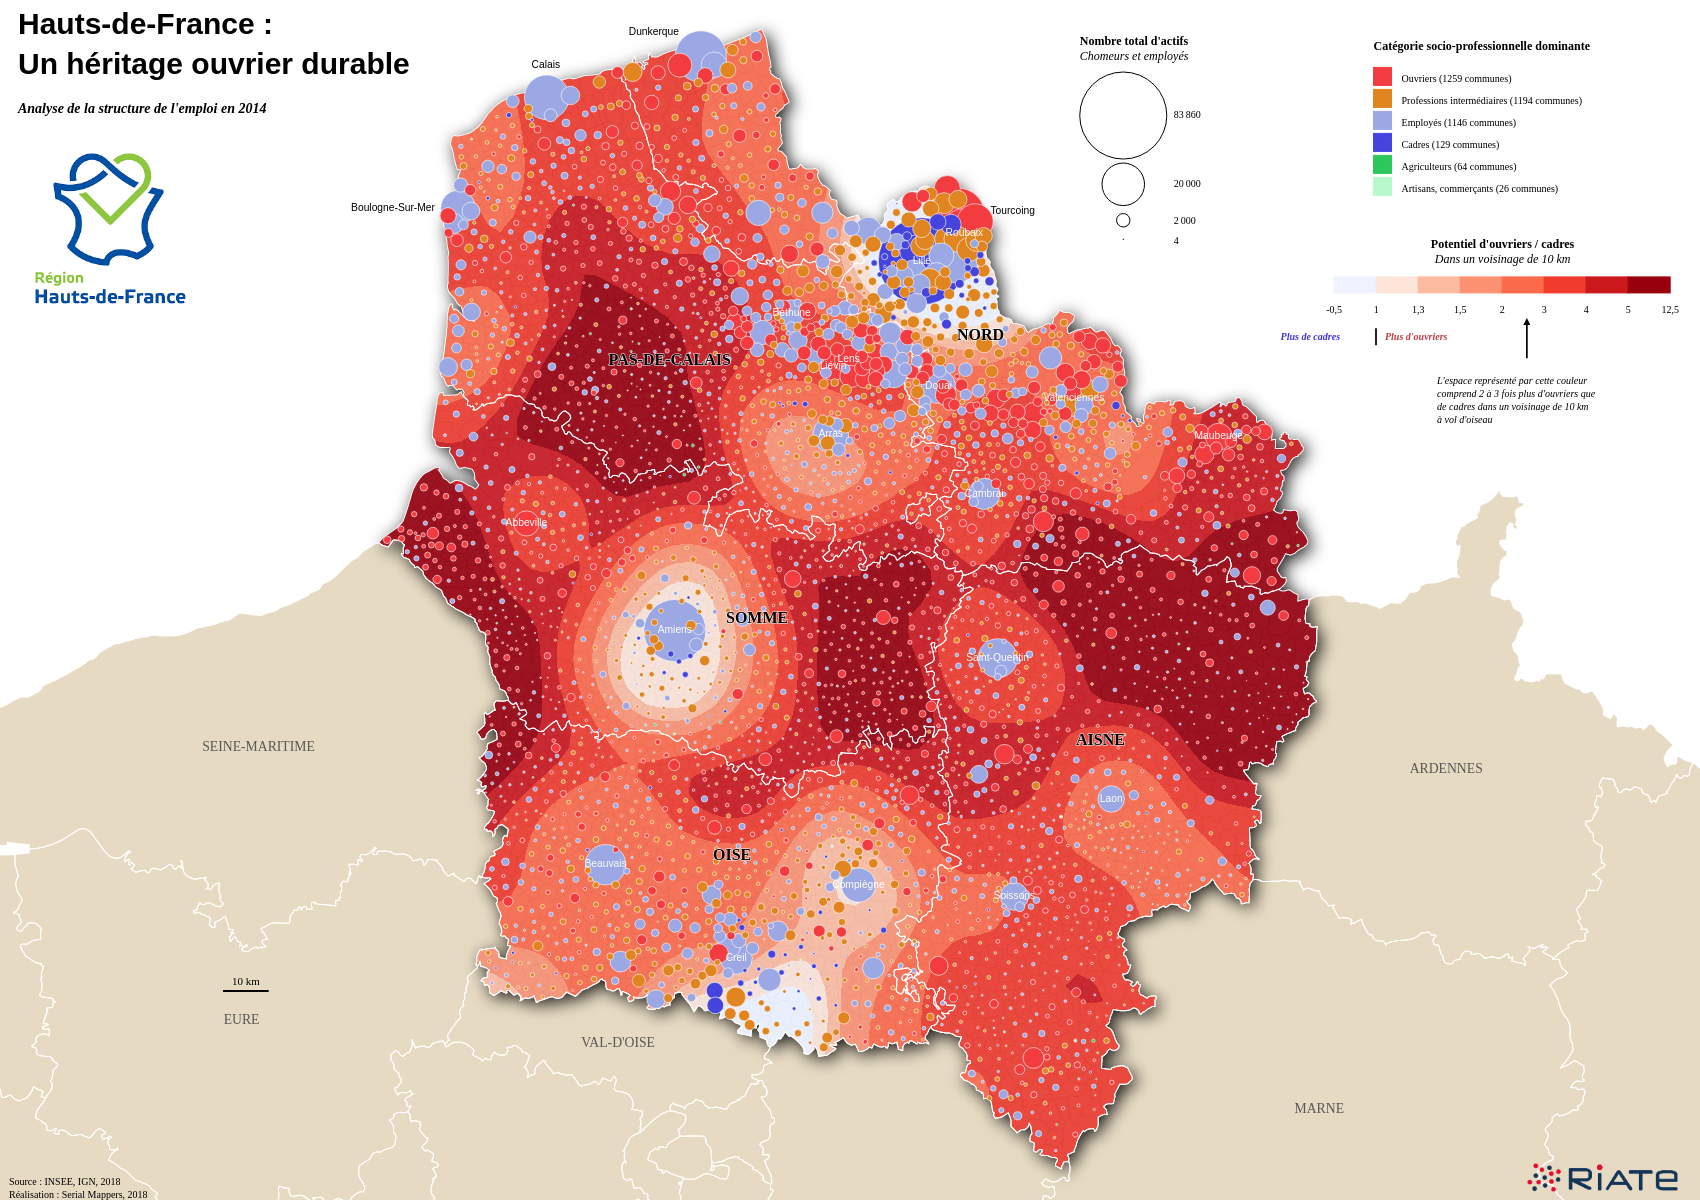 Hauts-de-France :
Un héritage ouvrier durable
Analyse de la structure de l'emploi en 2014
Région
Hauts-de-France
Dunkerque
Calais
Boulogne-Sur-Mer
Tourcoing
Roubaix
Lille
Béthune
Lens
Liévin
Douai
Valenciennes
Maubeuge
Arras
Cambrai
Abbeville
Amiens
Saint-Quentin
Laon
Beauvais
Compiègne
Soissons
Creil
NORD
PAS-DE-CALAIS
SOMME
AISNE
OISE
Nombre total d'actifs
Chomeurs et employés
83 860
20 000
2 000
4
Catégorie socio-professionnelle dominante
Ouvriers (1259 communes)
Professions intermédiaires (1194 communes)
Employés (1146 communes)
Cadres (129 communes)
Agriculteurs (64 communes)
Artisans, commerçants (26 communes)
Potentiel d'ouvriers / cadres
Dans un voisinage de 10 km
-0,5 1 1,3 1,5 2 3 4 5 12,5
Plus de cadres
Plus d'ouvriers
L'espace représenté par cette couleur
comprend 2 à 3 fois plus d'ouvriers que
de cadres dans un voisinage de 10 km
à vol d'oiseau
SEINE-MARITIME
ARDENNES
10 km
EURE
VAL-D'OISE
MARNE
Source : INSEE, IGN, 2018
Réalisation : Serial Mappers, 2018
RIATE